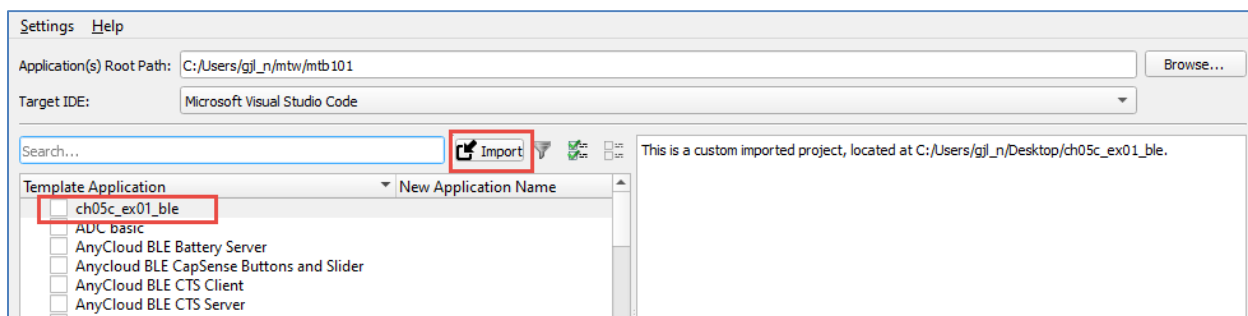 Settings Help
Application(s) Root Path: C:/Users/gjl_n/mtw/mtb101 Browse...
Target IDE: Microsoft Visual Studio Code
Search... Import
This is a custom imported project, located at C:/Users/gjl_n/Desktop/ch05c_ex01_ble.
Template Application New Application Name
ch05c_ex01_ble
ADC basic
AnyCloud BLE Battery Server
Anycloud BLE CapSense Buttons and Slider
AnyCloud BLE CTS Client
AnyCloud BLE CTS Server